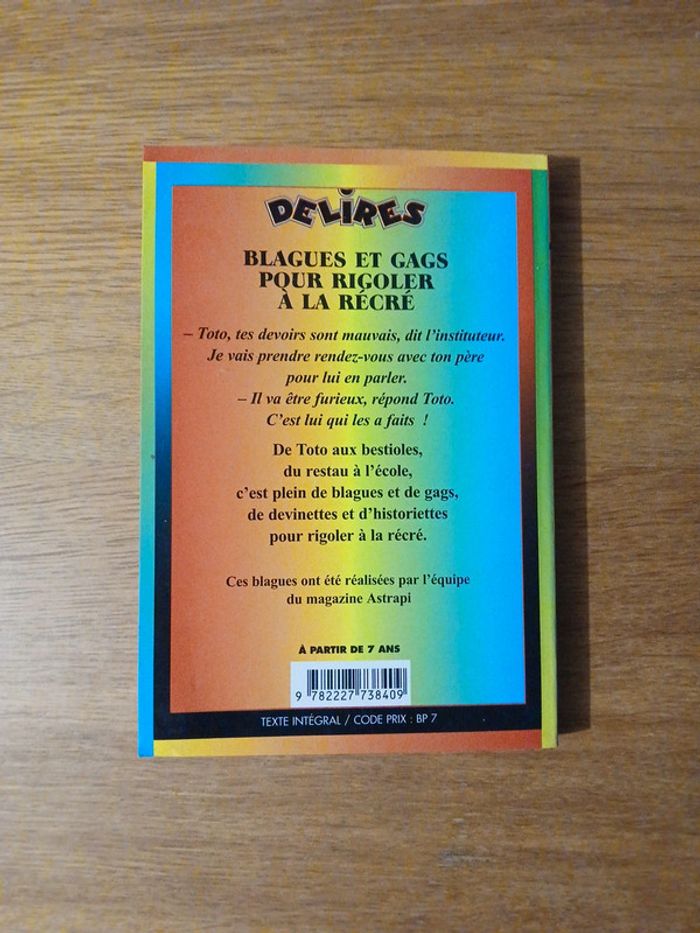 DELiRES
BLAGUES ET GAGS
POUR RIGOLER
À LA RÉCRÉ
– Toto, tes devoirs sont mauvais, dit l'instituteur.
Je vais prendre rendez-vous avec ton père
pour lui en parler.
– Il va être furieux, répond Toto.
C'est lui qui les a faits !
De Toto aux bestioles,
du restau à l'école,
c'est plein de blagues et de gags,
de devinettes et d'historiettes
pour rigoler à la récré.
Ces blagues ont été réalisées par l'équipe
du magazine Astrapi
À PARTIR DE 7 ANS
9 782227 738409
TEXTE INTÉGRAL / CODE PRIX : BP 7